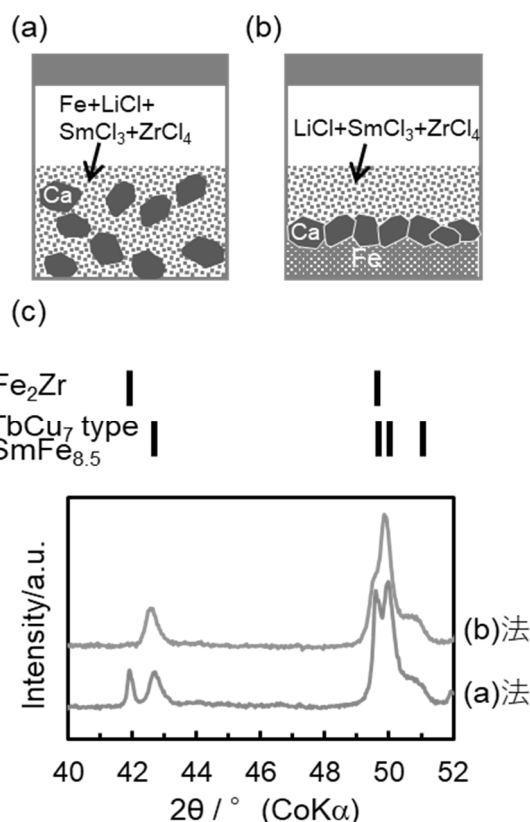 (a)
Fe+LiCl+
SmCl₃+ZrCl₄
Ca
(b)
LiCl+SmCl₃+ZrCl₄
Ca
Fe
(c)
Fe₂Zr
TbCu₇ type
SmFe₈.₅
Intensity/a.u.
(b)法
(a)法
40 42 44 46 48 50 52
2θ / ° (CoKα)